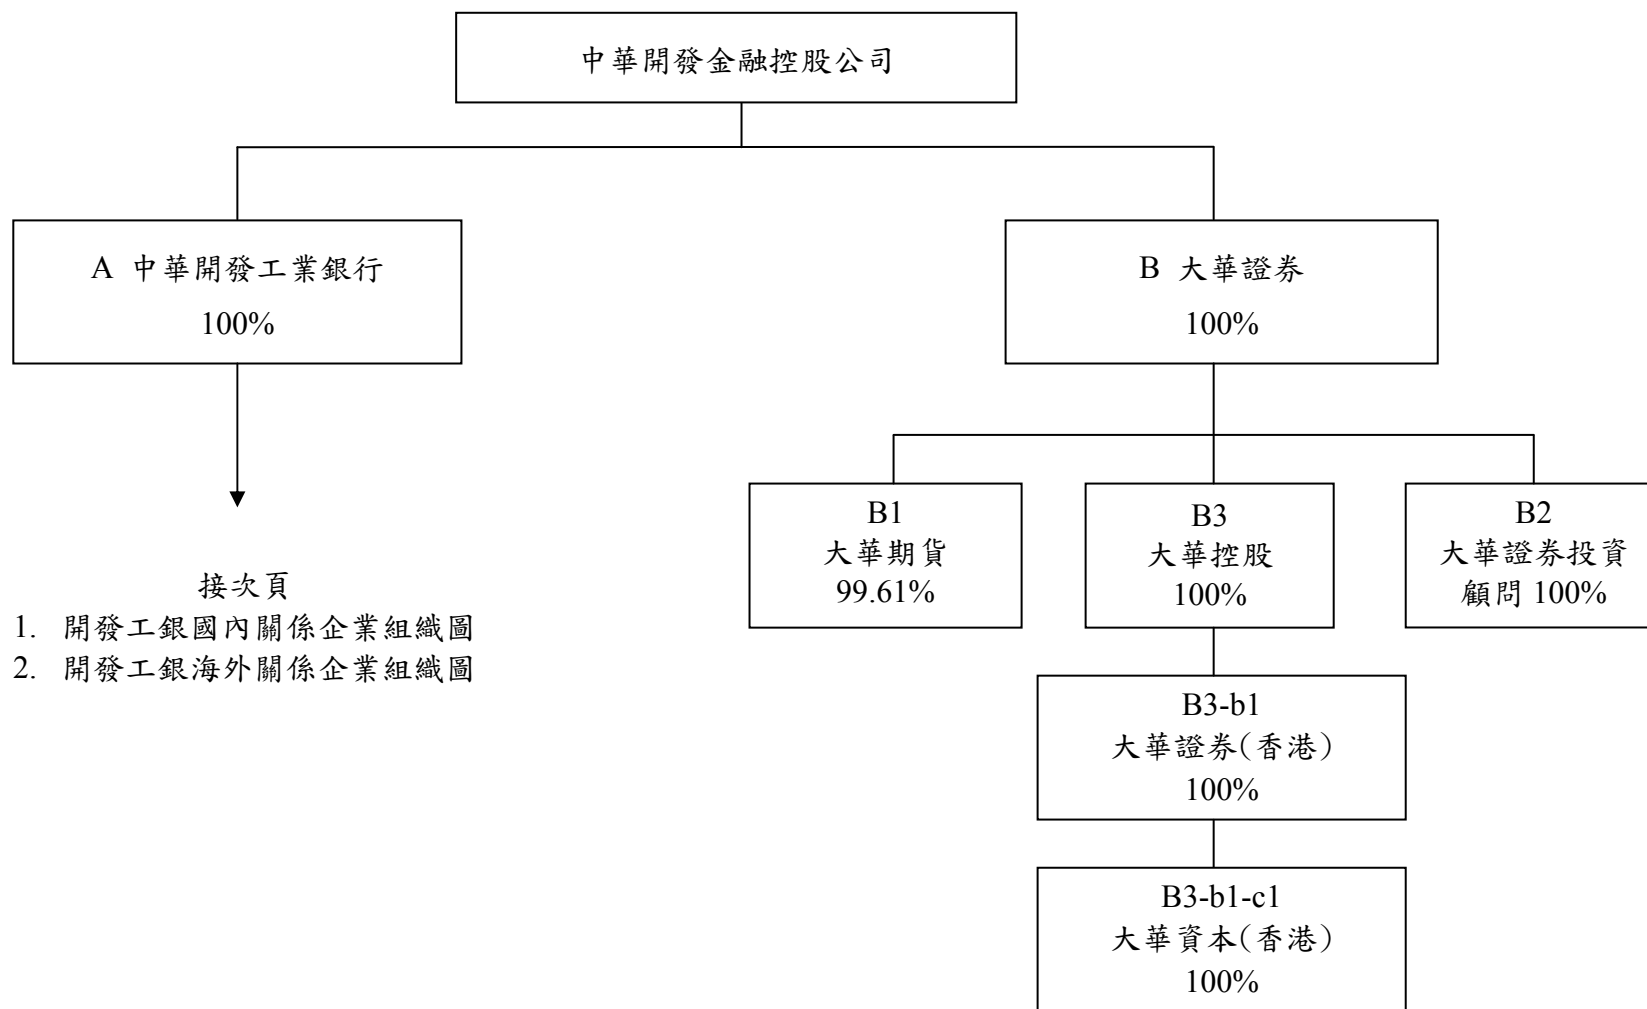 中華開發金融控股公司
A 中華開發工業銀行
100%
B 大華證券
100%
接次頁
1. 開發工銀國內關係企業組織圖
2. 開發工銀海外關係企業組織圖
B1
大華期貨
99.61%
B3
大華控股
100%
B2
大華證券投資
顧問 100%
B3-b1
大華證券(香港)
100%
B3-b1-c1
大華資本(香港)
100%